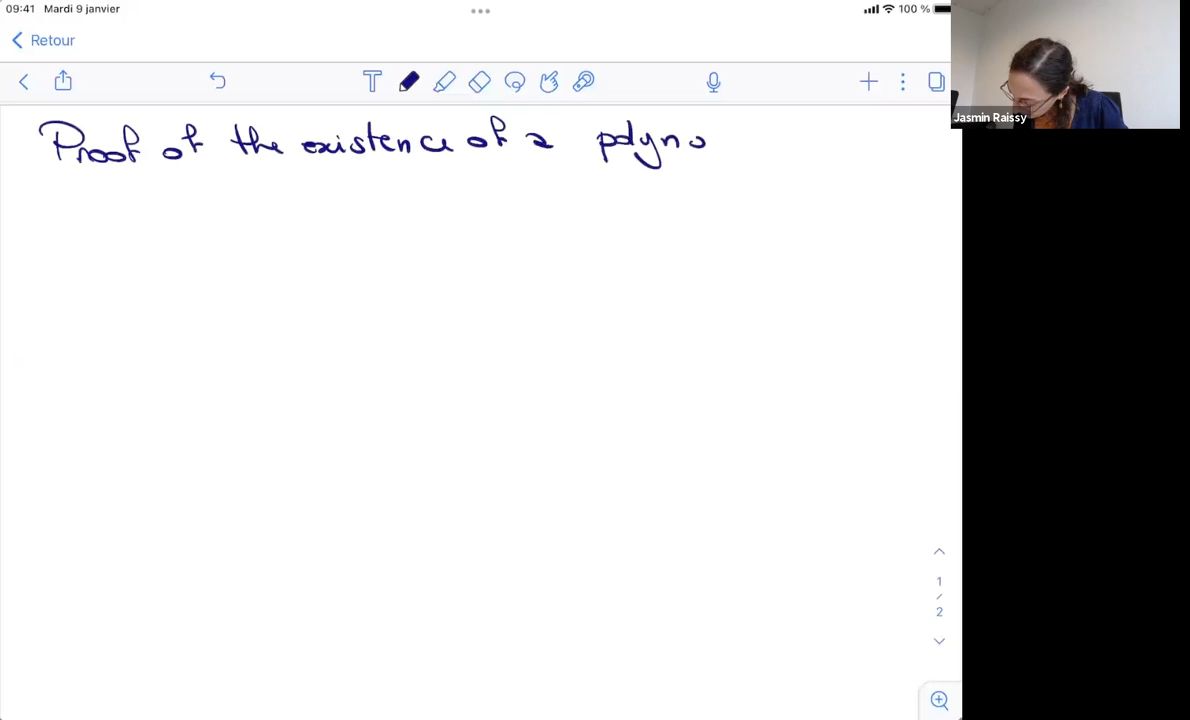 09:41 Mardi 9 janvier
100 %
Retour
Jasmin Raissy
Proof of the existence of a polyno
1
/
2